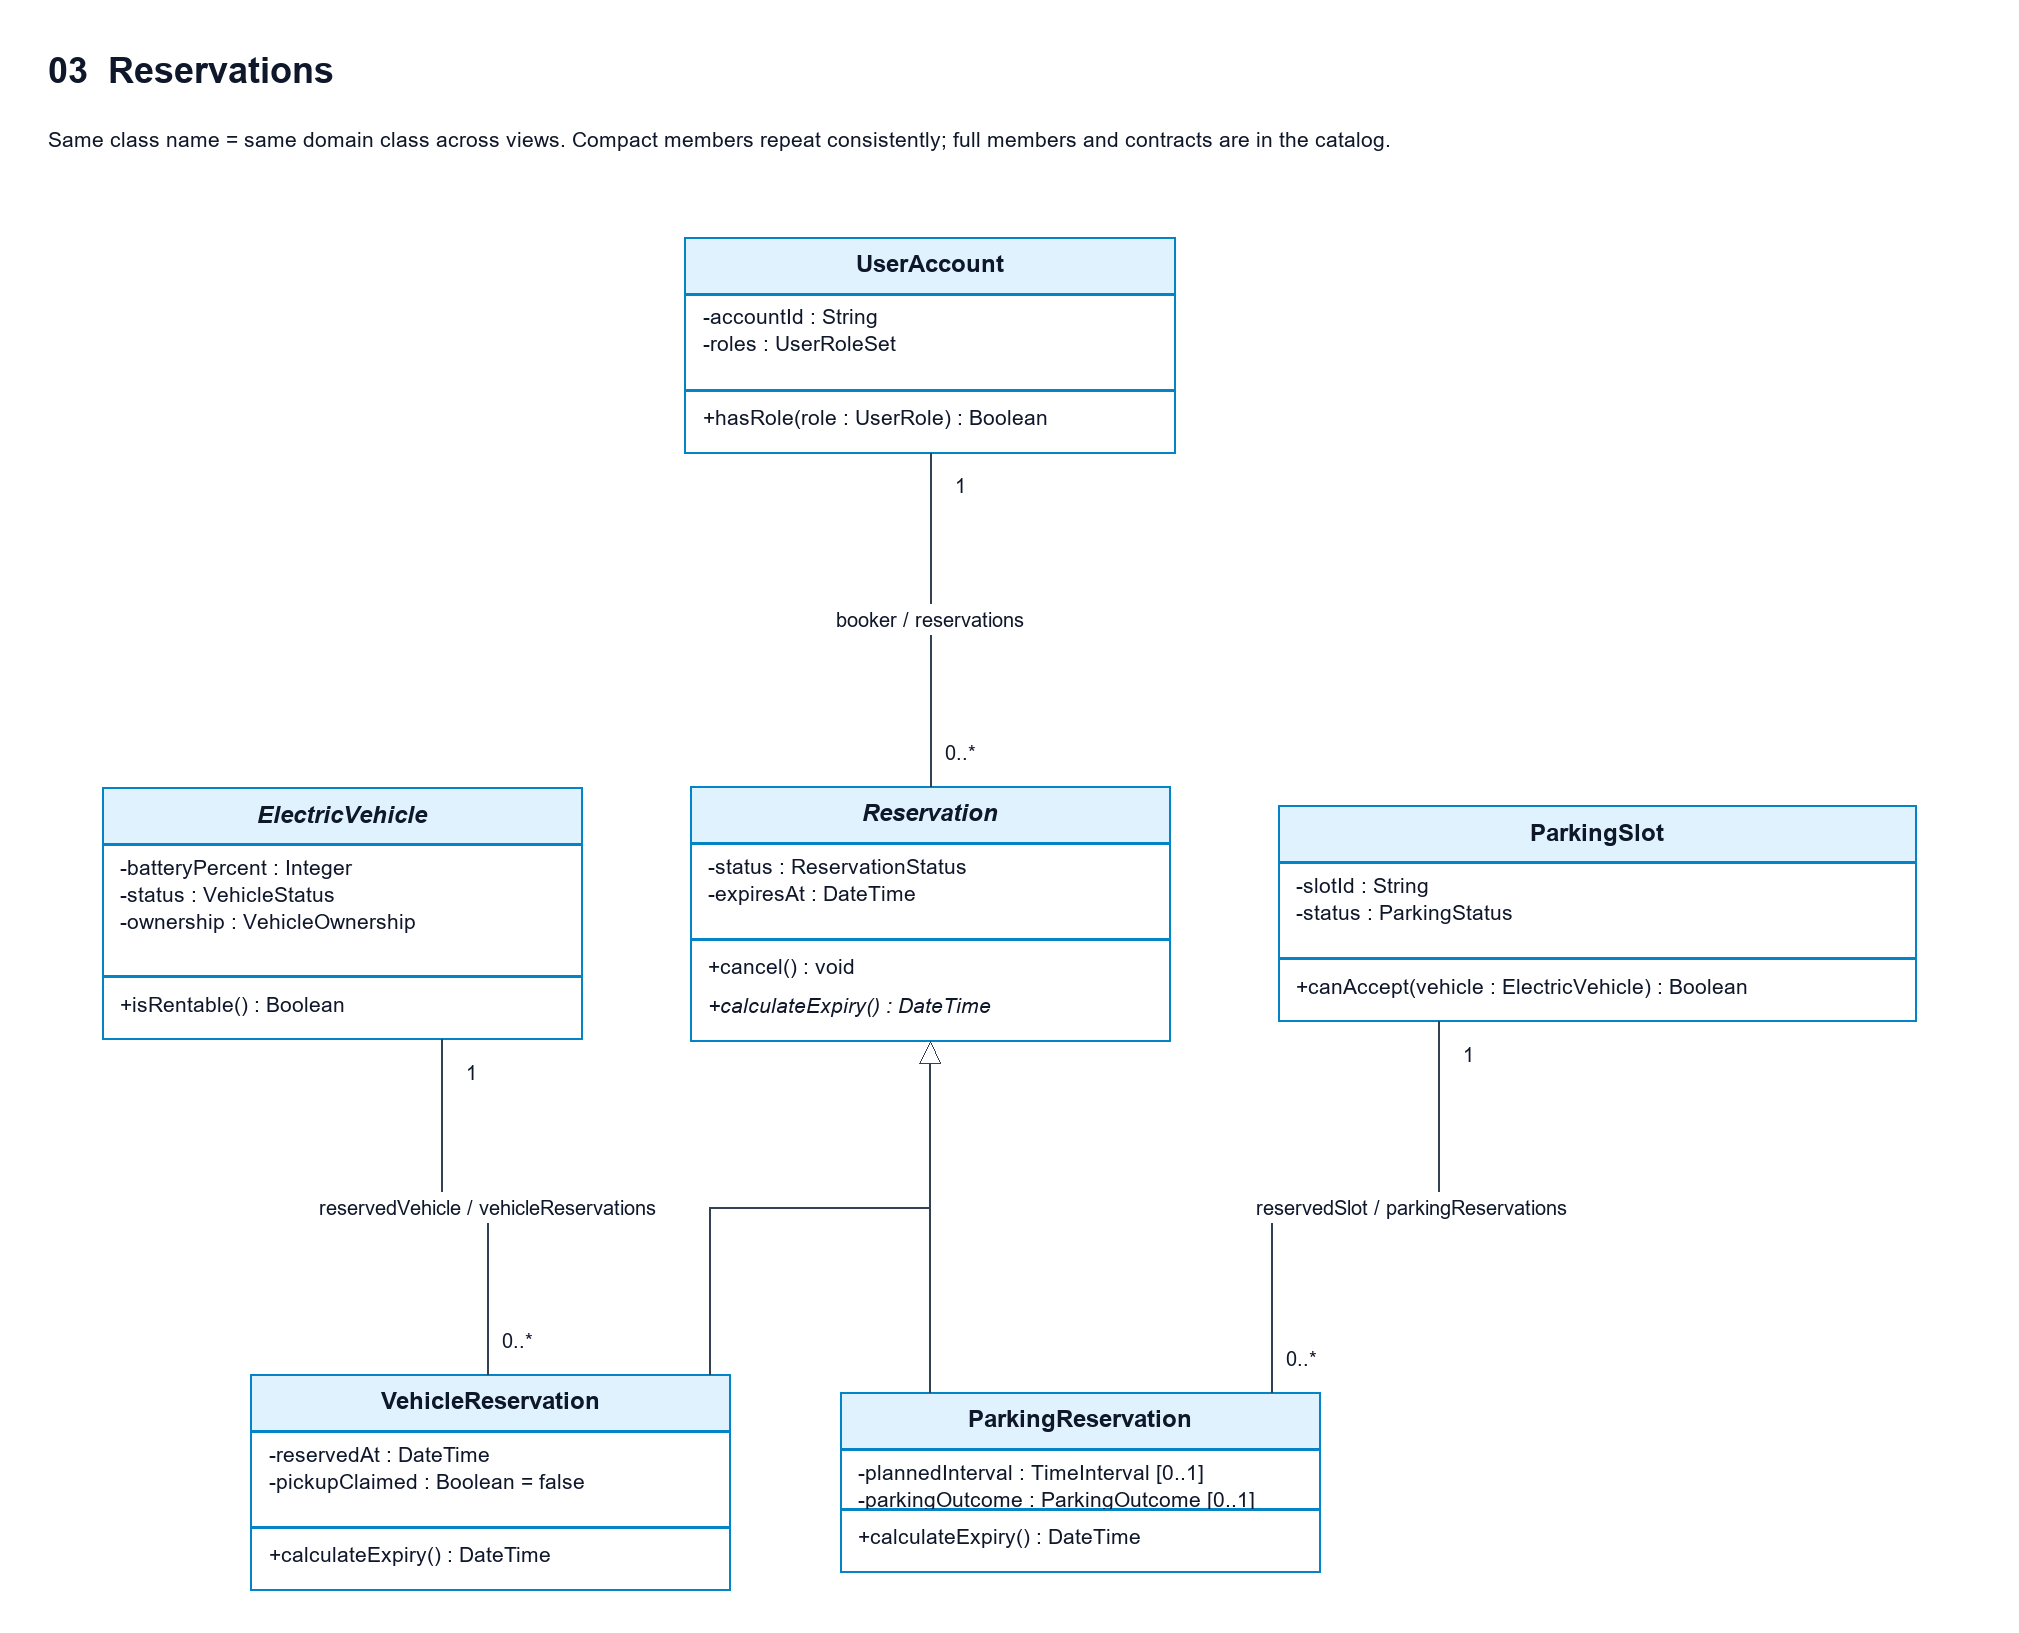 03  Reservations
Same class name = same domain class across views. Compact members repeat consistently; full members and contracts are in the catalog.
UserAccount
-accountId : String
-roles : UserRoleSet
+hasRole(role : UserRole) : Boolean
1
booker / reservations
0..*
ElectricVehicle
-batteryPercent : Integer
-status : VehicleStatus
-ownership : VehicleOwnership
+isRentable() : Boolean
1
Reservation
-status : ReservationStatus
-expiresAt : DateTime
+cancel() : void
+calculateExpiry() : DateTime
ParkingSlot
-slotId : String
-status : ParkingStatus
+canAccept(vehicle : ElectricVehicle) : Boolean
1
reservedVehicle / vehicleReservations
0..*
reservedSlot / parkingReservations
0..*
VehicleReservation
-reservedAt : DateTime
-pickupClaimed : Boolean = false
+calculateExpiry() : DateTime
ParkingReservation
-plannedInterval : TimeInterval [0..1]
-parkingOutcome : ParkingOutcome [0..1]
+calculateExpiry() : DateTime